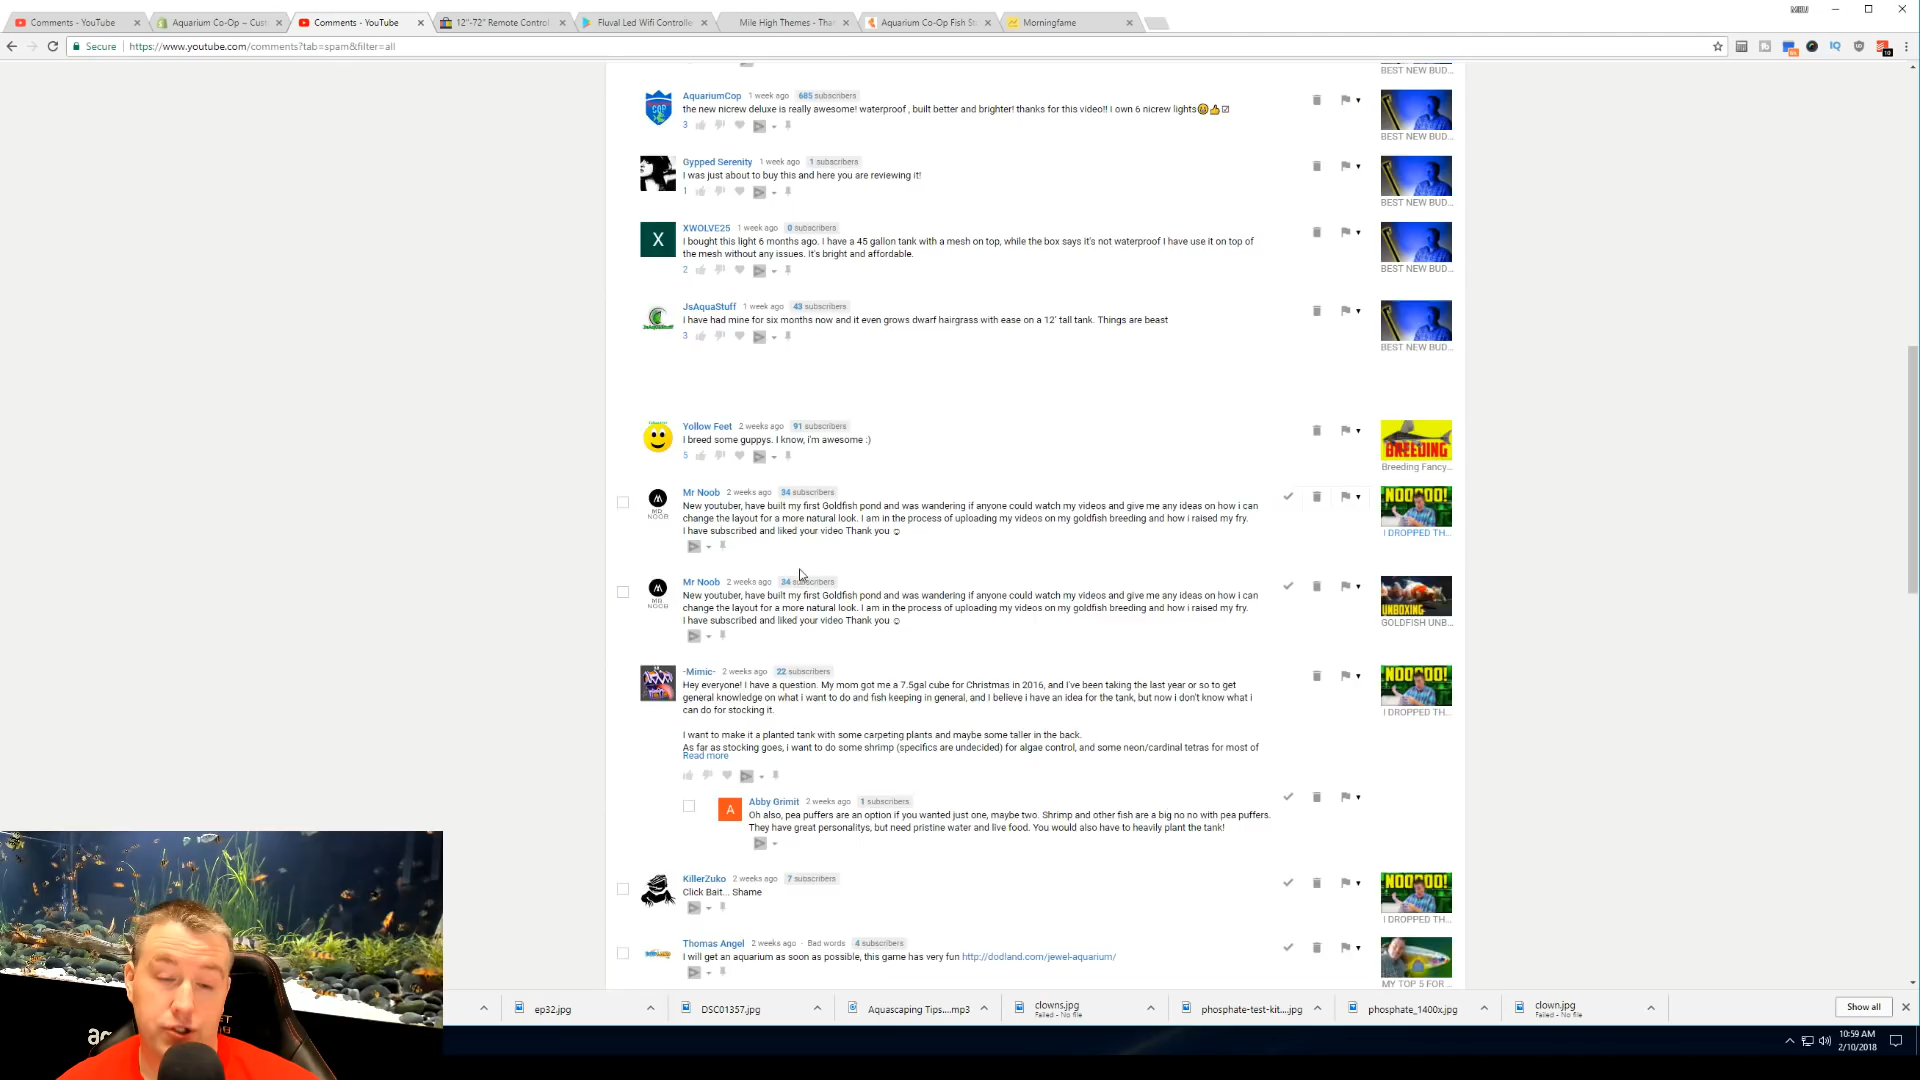 Comments - YouTube
Aquarium Co-Op – Cust
Comments - YouTube
12"-72" Remote Control
Fluval Led Wifi Controlle
Mile High Themes - Tha
Aquarium Co-Op Fish St
Morningfame
Secure https://www.youtube.com/comments?tab=spam&filter=all
BEST NEW BUD...
AquariumCop 1 week ago 685 subscribers
the new nicrew deluxe is really awesome! waterproof , built better and brighter! thanks for this video!! I own 6 nicrew lights😀👍☑
3
BEST NEW BUD...
Gypped Serenity 1 week ago 1 subscribers
I was just about to buy this and here you are reviewing it!
1
BEST NEW BUD...
X
XWOLVE25 1 week ago 0 subscribers
I bought this light 6 months ago. I have a 45 gallon tank with a mesh on top, while the box says it's not waterproof I have use it on top of
the mesh without any issues. It's bright and affordable.
2
BEST NEW BUD...
JsAquaStuff 1 week ago 43 subscribers
I have had mine for six months now and it even grows dwarf hairgrass with ease on a 12' tall tank. Things are beast
3
BEST NEW BUD...
Yollow Feet 2 weeks ago 91 subscribers
I breed some guppys. I know, i'm awesome :)
5
BREEDING
Breeding Fancy...
Mr Noob 2 weeks ago 34 subscribers
New youtuber, have built my first Goldfish pond and was wandering if anyone could watch my videos and give me any ideas on how i can
change the layout for a more natural look. I am in the process of uploading my videos on my goldfish breeding and how i raised my fry.
I have subscribed and liked your video Thank you ☺
NOOOOO!
I DROPPED TH...
Mr Noob 2 weeks ago 34 subscribers
New youtuber, have built my first Goldfish pond and was wandering if anyone could watch my videos and give me any ideas on how i can
change the layout for a more natural look. I am in the process of uploading my videos on my goldfish breeding and how i raised my fry.
I have subscribed and liked your video Thank you ☺
UNBOXING
GOLDFISH UNB...
-Mimic- 2 weeks ago 22 subscribers
Hey everyone! I have a question. My mom got me a 7.5gal cube for Christmas in 2016, and I've been taking the last year or so to get
general knowledge on what i want to do and fish keeping in general, and I believe i have an idea for the tank, but now i don't know what i
can do for stocking it.
I want to make it a planted tank with some carpeting plants and maybe some taller in the back.
As far as stocking goes, i want to do some shrimp (specifics are undecided) for algae control, and some neon/cardinal tetras for most of
Read more
NOOOOO!
I DROPPED TH...
A
Abby Grimit 2 weeks ago 1 subscribers
Oh also, pea puffers are an option if you wanted just one, maybe two. Shrimp and other fish are a big no no with pea puffers.
They have great personalitys, but need pristine water and live food. You would also have to heavily plant the tank!
KillerZuko 2 weeks ago 7 subscribers
Click Bait... Shame
NOOOOO!
I DROPPED TH...
Thomas Angel 2 weeks ago · Bad words 4 subscribers
I will get an aquarium as soon as possible, this game has very fun http://dodland.com/jewel-aquarium/
MY TOP 5 FOR ...
ep32.jpg
DSC01357.jpg
Aquascaping Tips....mp3
clowns.jpg
Failed - No file
phosphate-test-kit....jpg
phosphate_1400x.jpg
clown.jpg
Failed - No file
Show all
10:59 AM
2/10/2018